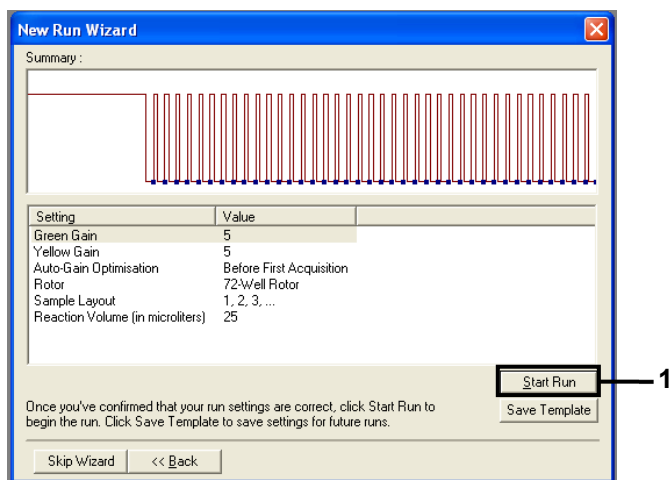 New Run Wizard
Summary :
Setting Value
Green Gain 5
Yellow Gain 5
Auto-Gain Optimisation Before First Acquisition
Rotor 72-Well Rotor
Sample Layout 1, 2, 3, ...
Reaction Volume (in microliters) 25
Start Run 1
Once you've confirmed that your run settings are correct, click Start Run to
begin the run. Click Save Template to save settings for future runs.
Save Template
Skip Wizard << Back